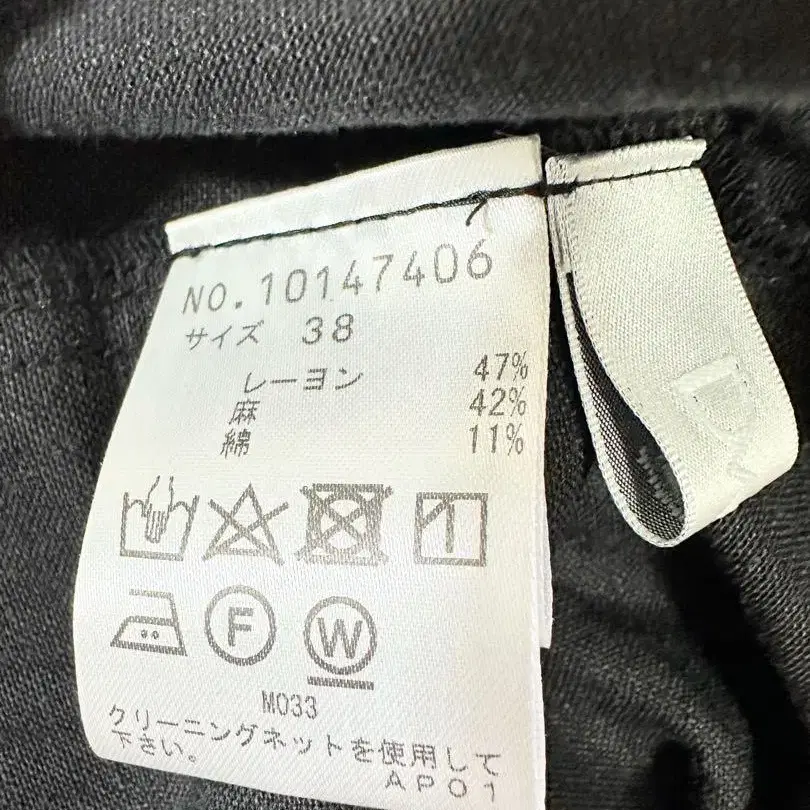 NO.10147406
サイズ 38
レーヨン 47%
麻 42%
綿 11%
F
W
M033
クリーニングネットを使用して
下さい。
AP01